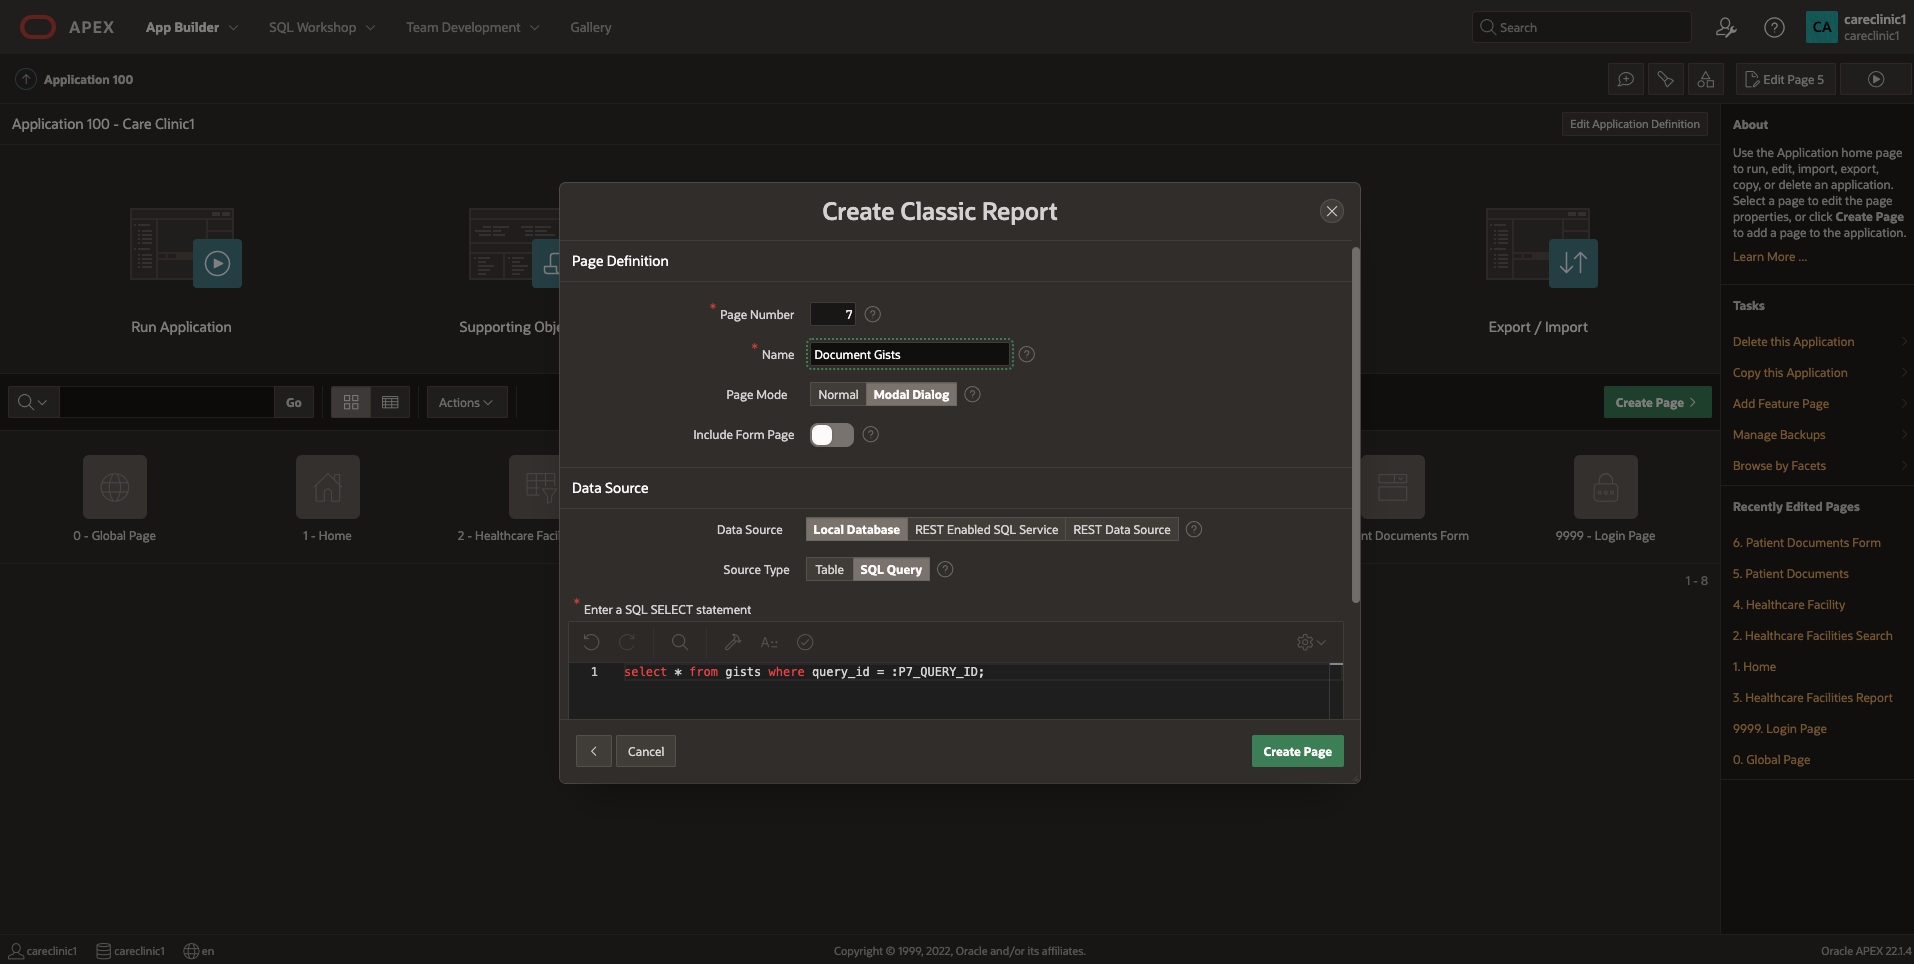 APEX App Builder SQL Workshop Team Development Gallery Search CA careclinic1
careclinic1
Application 100 Edit Page 5
Application 100 - Care Clinic1 Edit Application Definition
Run Application
Supporting Obje
Export / Import
Go Actions Create Page
0 - Global Page
1 - Home
2 - Healthcare Facil
nt Documents Form
9999 - Login Page
1 - 8
Create Classic Report
Page Definition
* Page Number 7
* Name Document Gists
Page Mode Normal Modal Dialog
Include Form Page
Data Source
Data Source Local Database REST Enabled SQL Service REST Data Source
Source Type Table SQL Query
* Enter a SQL SELECT statement
1 select * from gists where query_id = :P7_QUERY_ID;
Cancel Create Page
About
Use the Application home page
to run, edit, import, export,
copy, or delete an application.
Select a page to edit the page
properties, or click Create Page
to add a page to the application.
Learn More ...
Tasks
Delete this Application
Copy this Application
Add Feature Page
Manage Backups
Browse by Facets
Recently Edited Pages
6. Patient Documents Form
5. Patient Documents
4. Healthcare Facility
2. Healthcare Facilities Search
1. Home
3. Healthcare Facilities Report
9999. Login Page
0. Global Page
careclinic1 careclinic1 en Copyright © 1999, 2022, Oracle and/or its affiliates. Oracle APEX 22.1.4